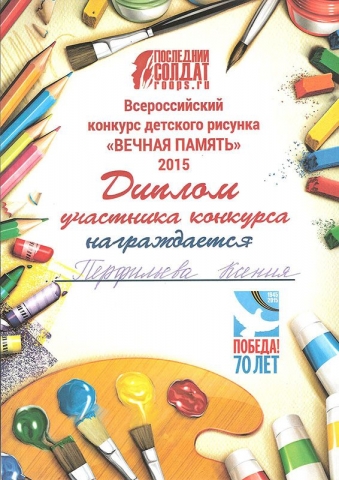 ПОСЛЕДНИЙ
СОЛДАТ
roops.ru
Всероссийский
конкурс детского рисунка
«ВЕЧНАЯ ПАМЯТЬ»
2015
Диплом
участника конкурса
награждается
Перфильева Ксения
1945
2015
ПОБЕДА!
70 ЛЕТ